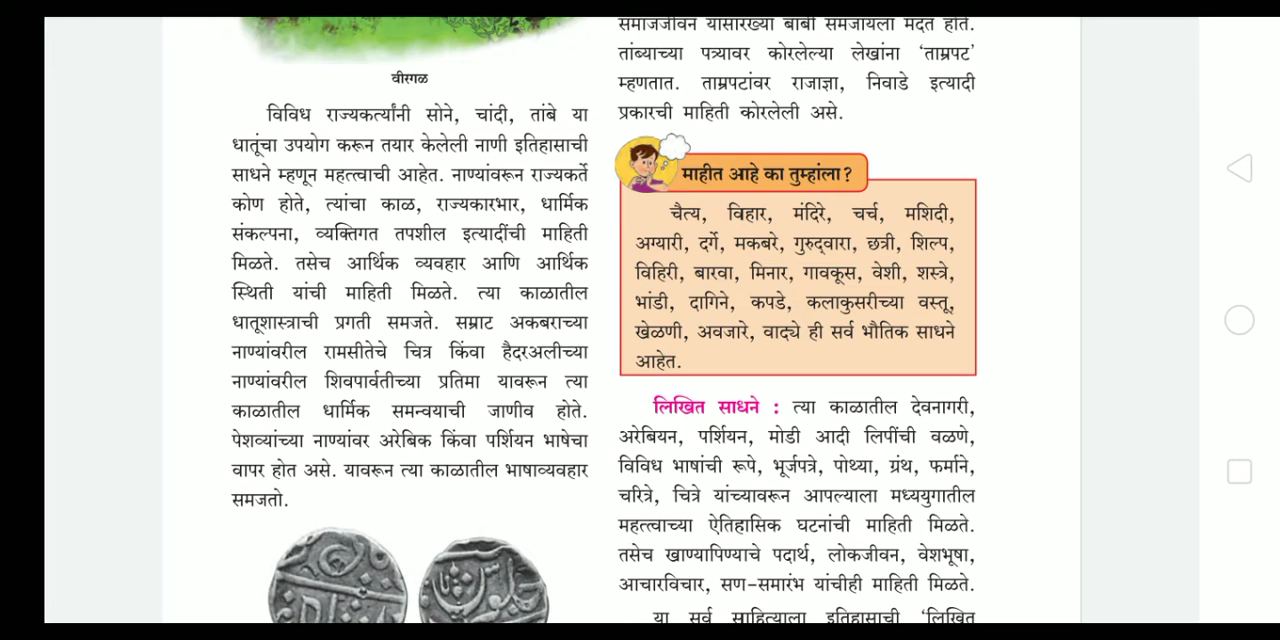 वीरगळ
विविध राज्यकर्त्यांनी सोने, चांदी, तांबे या
धातूंचा उपयोग करून तयार केलेली नाणी इतिहासाची
साधने म्हणून महत्वाची आहेत. नाण्यांवरून राज्यकर्ते
कोण होते, त्यांचा काळ, राज्यकारभार, धार्मिक
संकल्पना, व्यक्तिगत तपशील इत्यादींची माहिती
मिळते. तसेच आर्थिक व्यवहार आणि आर्थिक
स्थिती यांची माहिती मिळते. त्या काळातील
धातूशास्त्राची प्रगती समजते. सम्राट अकबराच्या
नाण्यांवरील रामसीतेचे चित्र किंवा हैदरअलीच्या
नाण्यांवरील शिवपार्वतीच्या प्रतिमा यावरून त्या
काळातील धार्मिक समन्वयाची जाणीव होते.
पेशव्यांच्या नाण्यांवर अरेबिक किंवा पर्शियन भाषेचा
वापर होत असे. यावरून त्या काळातील भाषाव्यवहार
समजतो.
समाजजीवन यासारख्या बाबी समजायला मदत होते.
तांब्याच्या पत्र्यावर कोरलेल्या लेखांना 'ताम्रपट'
म्हणतात. ताम्रपटांवर राजाज्ञा, निवाडे इत्यादी
प्रकारची माहिती कोरलेली असे.
माहीत आहे का तुम्हांला?
चैत्य, विहार, मंदिरे, चर्च, मशिदी,
अग्यारी, दर्गे, मकबरे, गुरुद्‌वारा, छत्री, शिल्प,
विहिरी, बारवा, मिनार, गावकूस, वेशी, शस्त्रे,
भांडी, दागिने, कपडे, कलाकुसरीच्या वस्तू,
खेळणी, अवजारे, वाद्ये ही सर्व भौतिक साधने
आहेत.
लिखित साधने : त्या काळातील देवनागरी,
अरेबियन, पर्शियन, मोडी आदी लिपींची वळणे,
विविध भाषांची रूपे, भूर्जपत्रे, पोथ्या, ग्रंथ, फर्माने,
चरित्रे, चित्रे यांच्यावरून आपल्याला मध्ययुगातील
महत्वाच्या ऐतिहासिक घटनांची माहिती मिळते.
तसेच खाण्यापिण्याचे पदार्थ, लोकजीवन, वेशभूषा,
आचारविचार, सण-समारंभ यांचीही माहिती मिळते.
या सर्व साहित्याला इतिहासाची 'लिखित